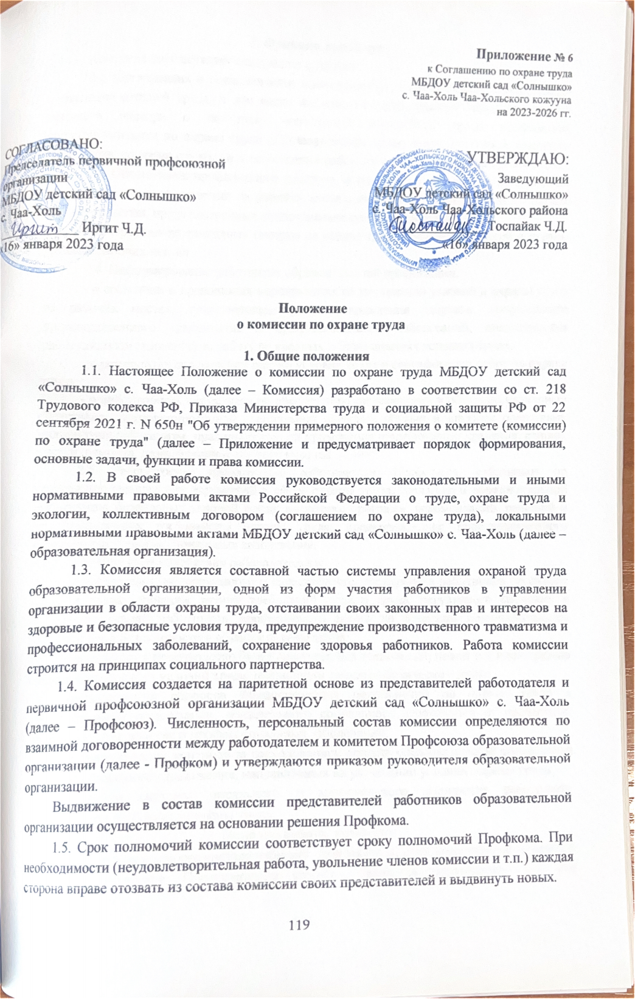 Приложение № 6
к Соглашению по охране труда
МБДОУ детский сад «Солнышко»
с. Чаа-Холь Чаа-Хольского кожууна
на 2023-2026 гг.
СОГЛАСОВАНО:
Председатель первичной профсоюзной
организации
МБДОУ детский сад «Солнышко»
с. Чаа-Холь
Иргит Иргит Ч.Д.
«16» января 2023 года
УТВЕРЖДАЮ:
Заведующий
МБДОУ детский сад «Солнышко»
с. Чаа-Холь Чаа-Хольского района
Госпайак Ч.Д.
«16» января 2023 года
Положение
о комиссии по охране труда
1. Общие положения
1.1. Настоящее Положение о комиссии по охране труда МБДОУ детский сад
«Солнышко» с. Чаа-Холь (далее – Комиссия) разработано в соответствии со ст. 218
Трудового кодекса РФ, Приказа Министерства труда и социальной защиты РФ от 22
сентября 2021 г. N 650н "Об утверждении примерного положения о комитете (комиссии)
по охране труда" (далее – Приложение и предусматривает порядок формирования,
основные задачи, функции и права комиссии.
1.2. В своей работе комиссия руководствуется законодательными и иными
нормативными правовыми актами Российской Федерации о труде, охране труда и
экологии, коллективным договором (соглашением по охране труда), локальными
нормативными правовыми актами МБДОУ детский сад «Солнышко» с. Чаа-Холь (далее –
образовательная организация).
1.3. Комиссия является составной частью системы управления охраной труда
образовательной организации, одной из форм участия работников в управлении
организации в области охраны труда, отстаивании своих законных прав и интересов на
здоровые и безопасные условия труда, предупреждение производственного травматизма и
профессиональных заболеваний, сохранение здоровья работников. Работа комиссии
строится на принципах социального партнерства.
1.4. Комиссия создается на паритетной основе из представителей работодателя и
первичной профсоюзной организации МБДОУ детский сад «Солнышко» с. Чаа-Холь
(далее – Профсоюз). Численность, персональный состав комиссии определяются по
взаимной договоренности между работодателем и комитетом Профсоюза образовательной
организации (далее - Профком) и утверждаются приказом руководителя образовательной
организации.
Выдвижение в состав комиссии представителей работников образовательной
организации осуществляется на основании решения Профкома.
1.5. Срок полномочий комиссии соответствует сроку полномочий Профкома. При
необходимости (неудовлетворительная работа, увольнение членов комиссии и т.п.) каждая
сторона вправе отозвать из состава комиссии своих представителей и выдвинуть новых.
119